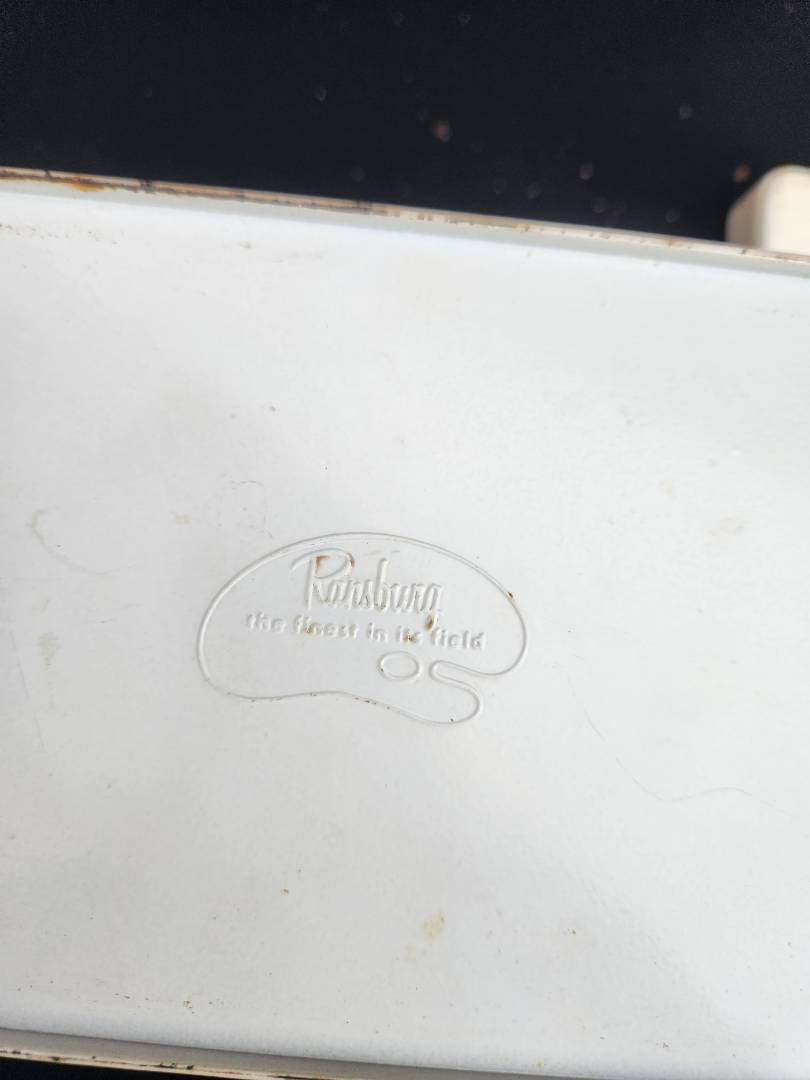 Ransburg
the finest in its field